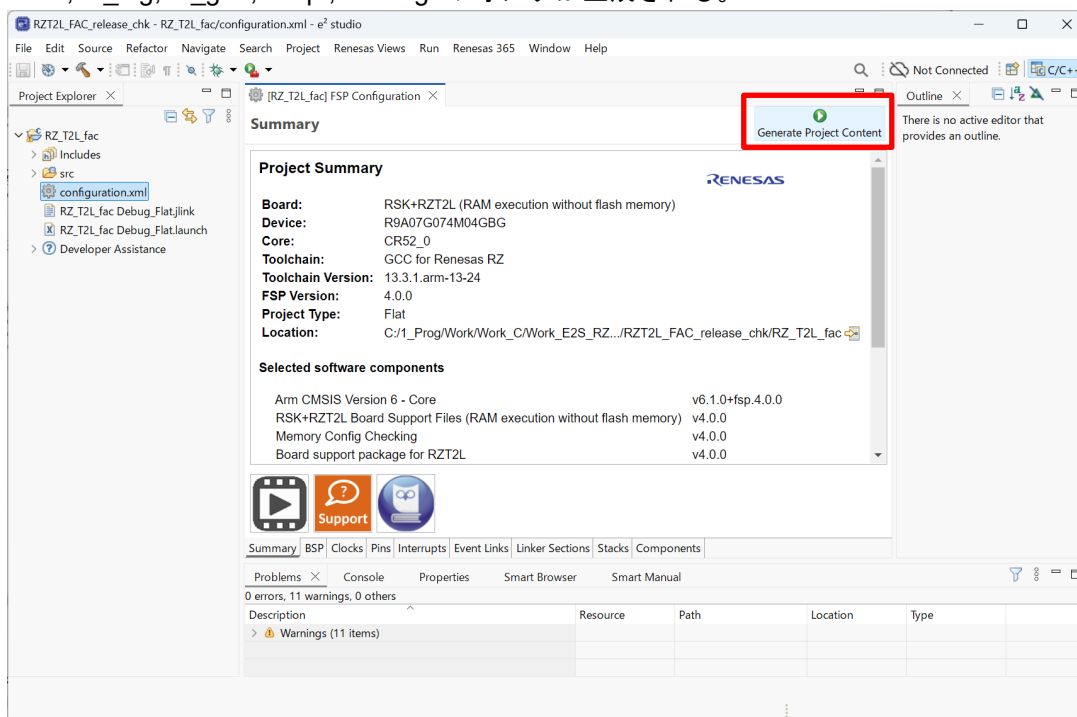 RZT2L_FAC_release_chk - RZ_T2L_fac/configuration.xml - e² studio
File Edit Source Refactor Navigate Search Project Renesas Views Run Renesas 365 Window Help
Not Connected C/C++
Project Explorer
[RZ_T2L_fac] FSP Configuration
Outline
RZ_T2L_fac
Includes
src
configuration.xml
RZ_T2L_fac Debug_Flat.jlink
RZ_T2L_fac Debug_Flat.launch
Developer Assistance
Summary
Generate Project Content
There is no active editor that
provides an outline.
Project Summary
RENESAS
Board: RSK+RZT2L (RAM execution without flash memory)
Device: R9A07G074M04GBG
Core: CR52_0
Toolchain: GCC for Renesas RZ
Toolchain Version: 13.3.1.arm-13-24
FSP Version: 4.0.0
Project Type: Flat
Location: C:/1_Prog/Work/Work_C/Work_E2S_RZ.../RZT2L_FAC_release_chk/RZ_T2L_fac
Selected software components
Arm CMSIS Version 6 - Core v6.1.0+fsp.4.0.0
RSK+RZT2L Board Support Files (RAM execution without flash memory) v4.0.0
Memory Config Checking v4.0.0
Board support package for RZT2L v4.0.0
Support
Summary BSP Clocks Pins Interrupts Event Links Linker Sections Stacks Components
Problems Console Properties Smart Browser Smart Manual
0 errors, 11 warnings, 0 others
Description Resource Path Location Type
Warnings (11 items)